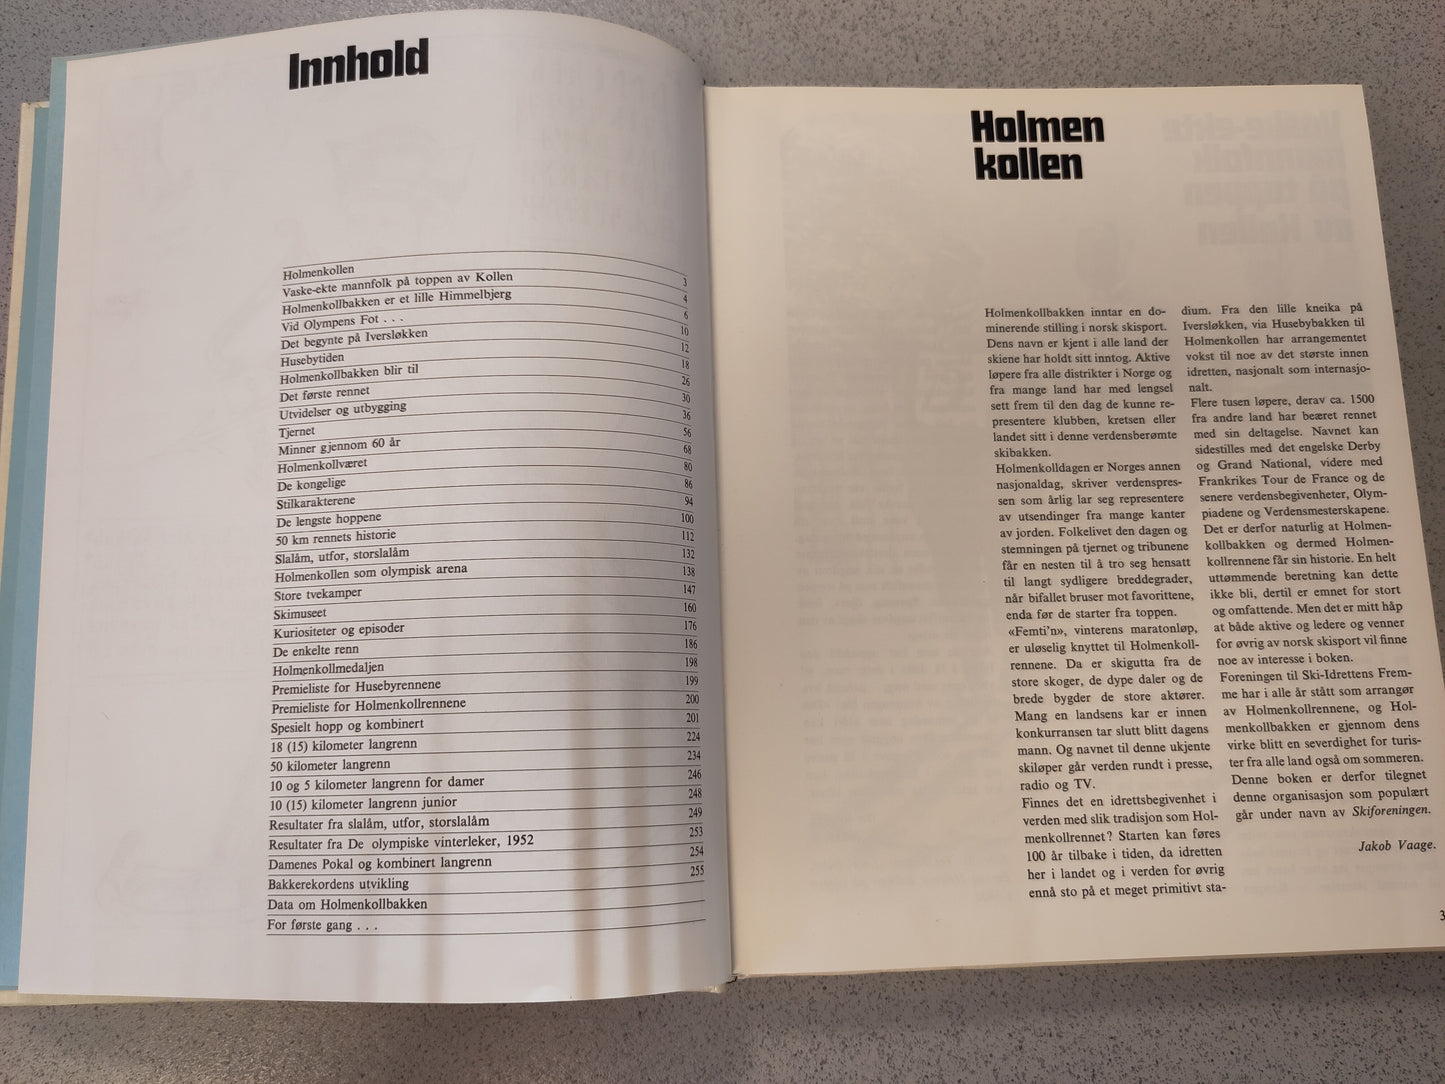 Innhold
Holmenkollen 3
Vaske-ekte mannfolk på toppen av Kollen 4
Holmenkollbakken er et lille Himmelbjerg 6
Vid Olympens Fot . . . 10
Det begynte på Iversløkken 12
Husebytiden 18
Holmenkollbakken blir til 26
Det første rennet 30
Utvidelser og utbygging 36
Tjernet 56
Minner gjennom 60 år 68
Holmenkollværet 80
De kongelige 86
Stilkarakterene 94
De lengste hoppene 100
50 km rennets historie 112
Slalåm, utfor, storslalåm 132
Holmenkollen som olympisk arena 138
Store tvekamper 147
Skimuseet 160
Kuriositeter og episoder 176
De enkelte renn 186
Holmenkollmedaljen 198
Premieliste for Husebyrennene 199
Premieliste for Holmenkollrennene 200
Spesielt hopp og kombinert 201
18 (15) kilometer langrenn 224
50 kilometer langrenn 234
10 og 5 kilometer langrenn for damer 246
10 (15) kilometer langrenn junior 248
Resultater fra slalåm, utfor, storslalåm 249
Resultater fra De olympiske vinterleker, 1952 253
Damenes Pokal og kombinert langrenn 254
Bakkerekordens utvikling 255
Data om Holmenkollbakken
For første gang . . .
Holmen
kollen
Holmenkollbakken inntar en do-
minerende stilling i norsk skisport.
Dens navn er kjent i alle land der
skiene har holdt sitt inntog. Aktive
løpere fra alle distrikter i Norge og
fra mange land har med lengsel
sett frem til den dag de kunne re-
presentere klubben, kretsen eller
landet sitt i denne verdensberømte
skibakken.
Holmenkolldagen er Norges annen
nasjonaldag, skriver verdenspres-
sen som årlig lar seg representere
av utsendinger fra mange kanter
av jorden. Folkelivet den dagen og
stemningen på tjernet og tribunene
får en nesten til å tro seg hensatt
til langt sydligere breddegrader,
når bifallet bruser mot favorittene,
enda før de starter fra toppen.
«Femti'n», vinterens maratonløp,
er uløselig knyttet til Holmenkoll-
rennene. Da er skigutta fra de
store skoger, de dype daler og de
brede bygder de store aktører.
Mang en landsens kar er innen
konkurransen tar slutt blitt dagens
mann. Og navnet til denne ukjente
skiløper går verden rundt i presse,
radio og TV.
Finnes det en idrettsbegivenhet i
verden med slik tradisjon som Hol-
menkollrennet? Starten kan føres
100 år tilbake i tiden, da idretten
her i landet og i verden for øvrig
ennå sto på et meget primitivt sta-
dium. Fra den lille kneika på
Iversløkken, via Husebybakken til
Holmenkollen har arrangementet
vokst til noe av det største innen
idretten, nasjonalt som internasjo-
nalt.
Flere tusen løpere, derav ca. 1500
fra andre land har beæret rennet
med sin deltagelse. Navnet kan
sidestilles med det engelske Derby
og Grand National, videre med
Frankrikes Tour de France og de
senere verdensbegivenheter, Olym-
piadene og Verdensmesterskapene.
Det er derfor naturlig at Holmen-
kollbakken og dermed Holmen-
kollrennene får sin historie. En helt
uttømmende beretning kan dette
ikke bli, dertil er emnet for stort
og omfattende. Men det er mitt håp
at både aktive og ledere og venner
for øvrig av norsk skisport vil finne
noe av interesse i boken.
Foreningen til Ski-Idrettens Frem-
me har i alle år stått som arrangør
av Holmenkollrennene, og Hol-
menkollbakken er gjennom dens
virke blitt en severdighet for turis-
ter fra alle land også om sommeren.
Denne boken er derfor tilegnet
denne organisasjon som populært
går under navn av Skiforeningen.
Jakob Vaage.
3